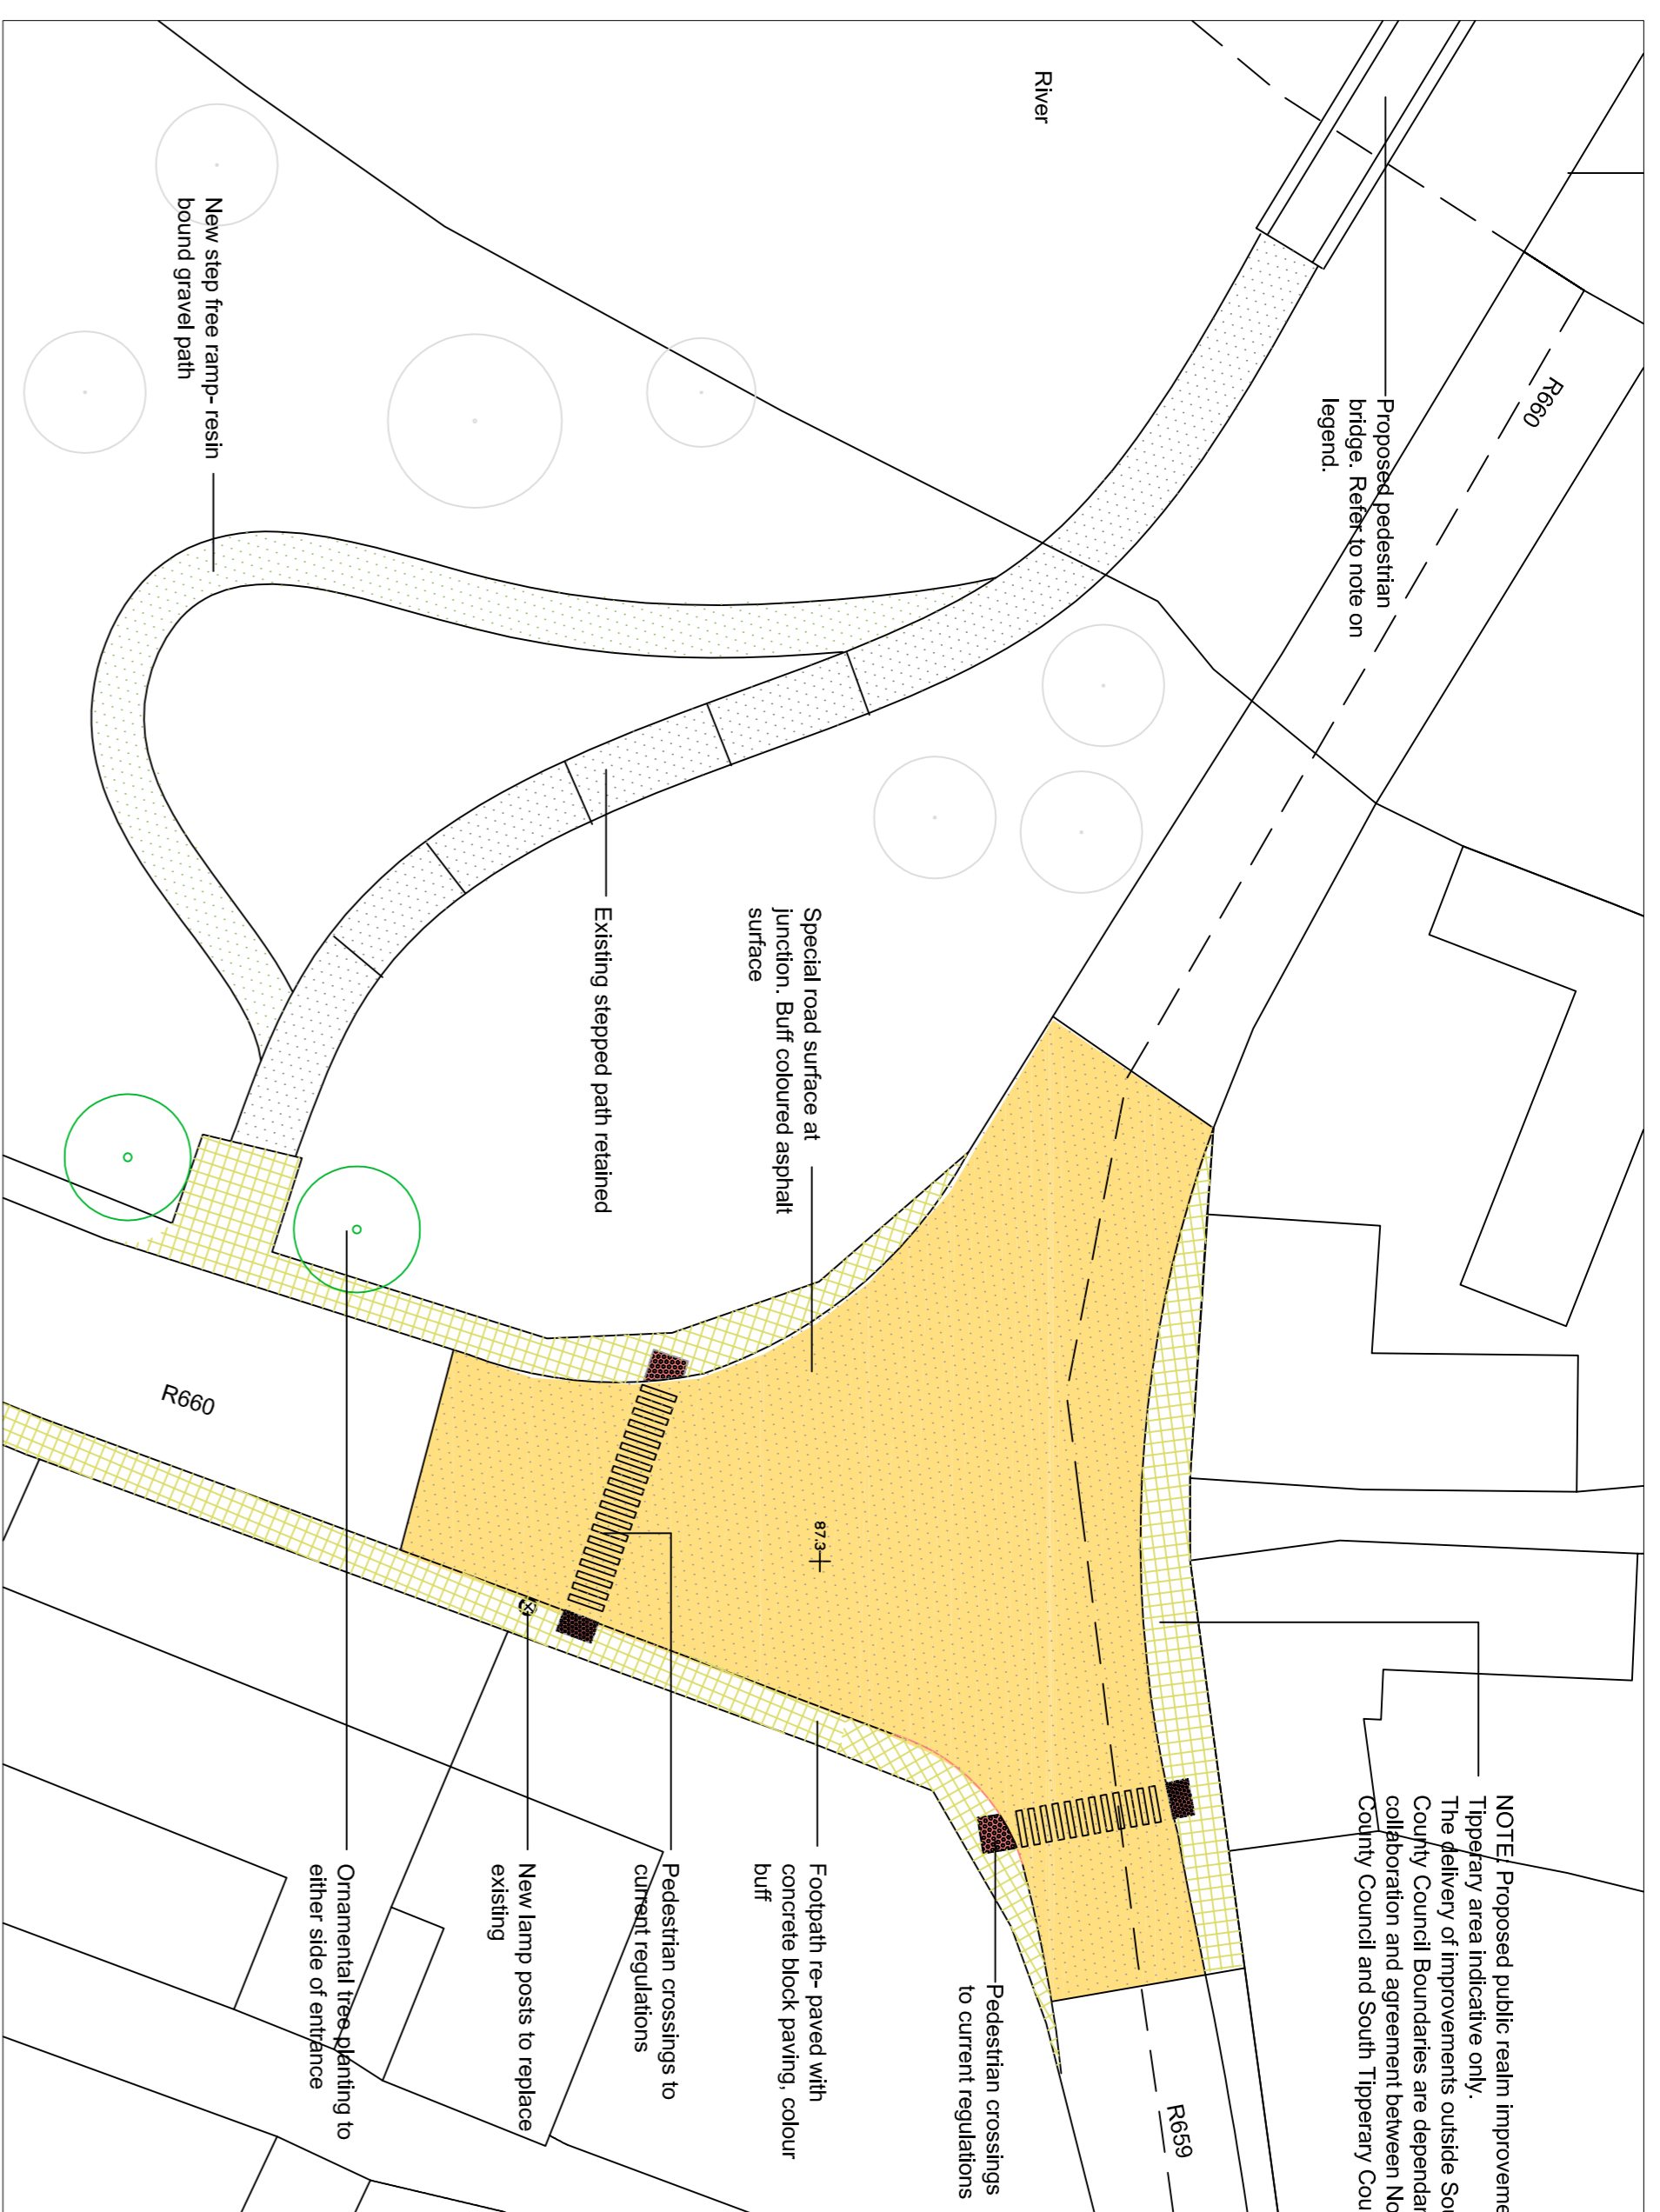 NOTE: Proposed public realm improveme
Tipperary area indicative only.
The delivery of improvements outside Sou
County Council Boundaries are dependan
collaboration and agreement between No
County Council and South Tipperary Cou
R660
Proposed pedestrian
bridge. Refer to note on
legend.
River
R659
Pedestrian crossings
to current regulations
Special road surface at
junction. Buff coloured asphalt
surface
87.3
Footpath re- paved with
concrete block paving, colour
buff
Pedestrian crossings to
current regulations
Existing stepped path retained
New lamp posts to replace
existing
Ornamental tree planting to
either side of entrance
New step free ramp- resin
bound gravel path
R660